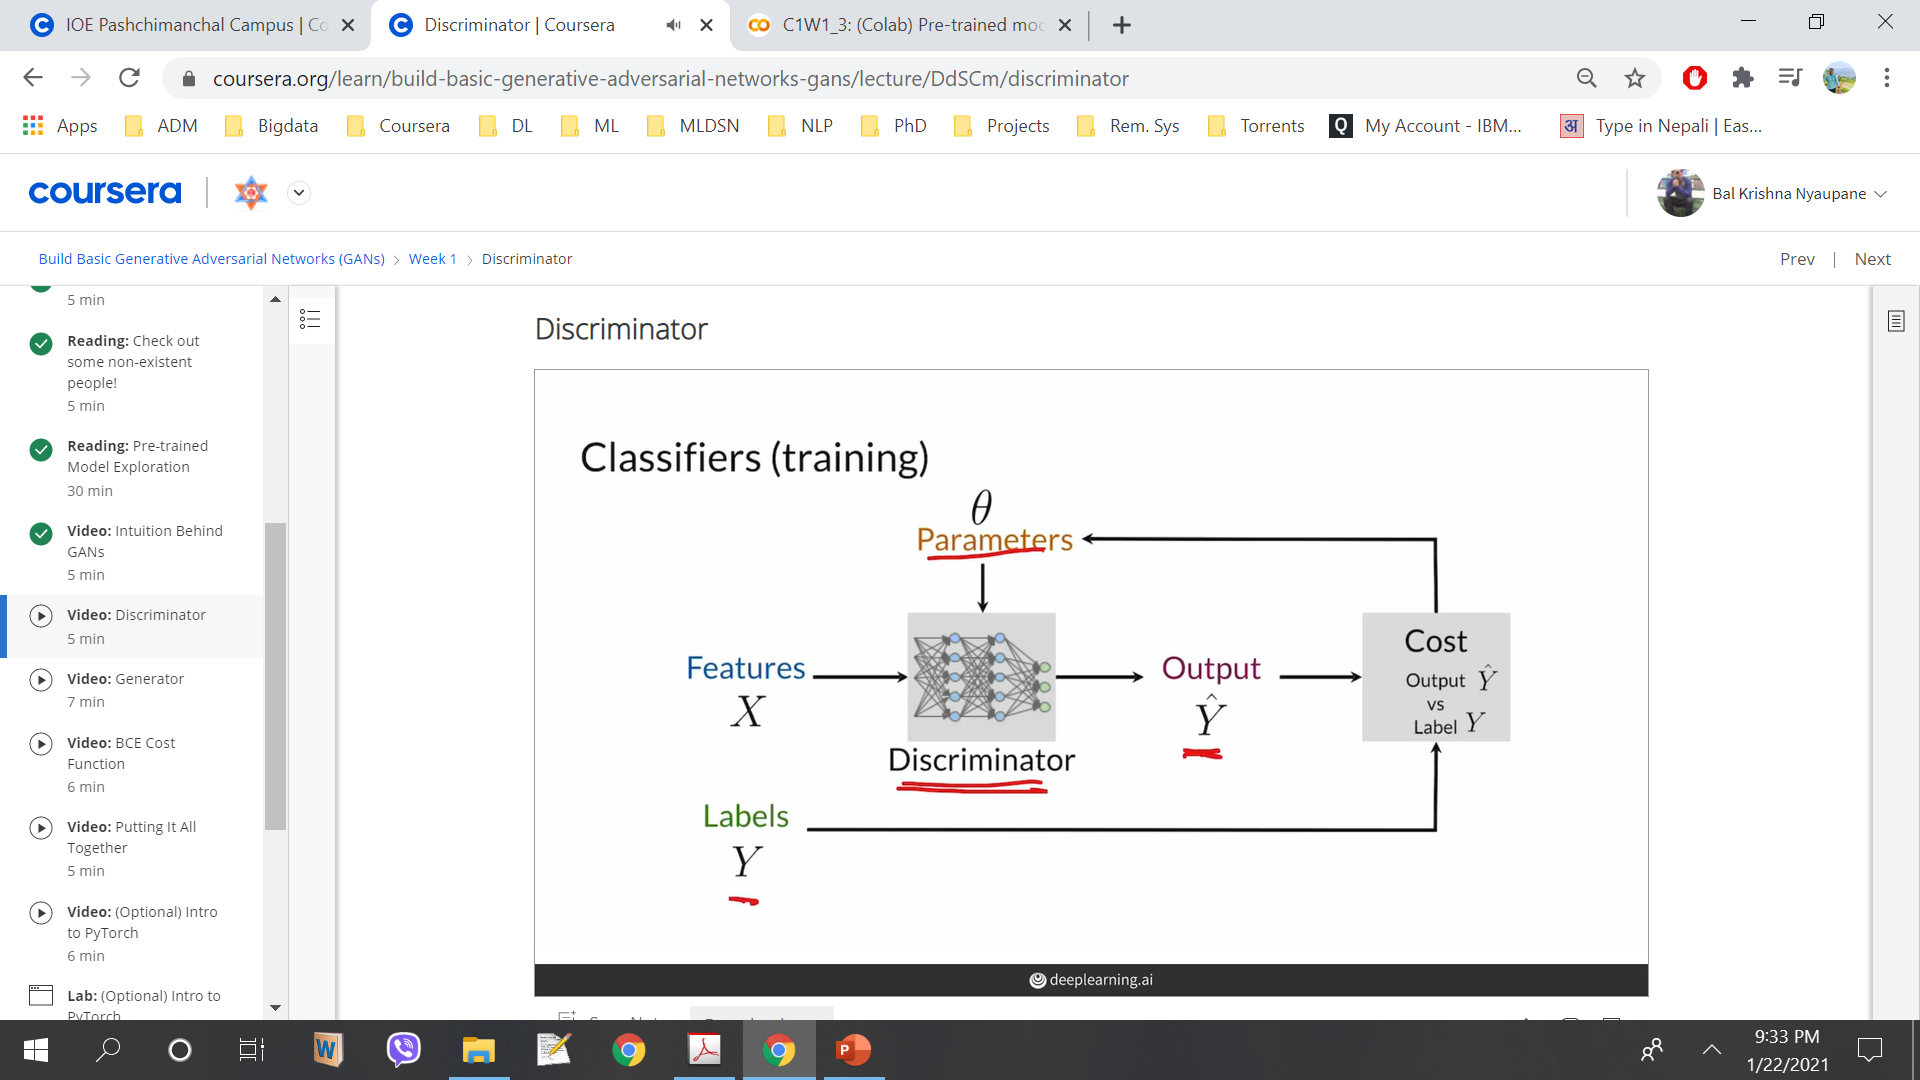 IOE Pashchimanchal Campus | Co
Discriminator | Coursera
C1W1_3: (Colab) Pre-trained mod
coursera.org/learn/build-basic-generative-adversarial-networks-gans/lecture/DdSCm/discriminator
Apps ADM Bigdata Coursera DL ML MLDSN NLP PhD Projects Rem. Sys Torrents My Account - IBM... Type in Nepali | Eas...
coursera
Bal Krishna Nyaupane
Build Basic Generative Adversarial Networks (GANs) > Week 1 > Discriminator
Prev | Next
5 min
Reading: Check out
some non-existent
people!
5 min
Reading: Pre-trained
Model Exploration
30 min
Video: Intuition Behind
GANs
5 min
Video: Discriminator
5 min
Video: Generator
7 min
Video: BCE Cost
Function
6 min
Video: Putting It All
Together
5 min
Video: (Optional) Intro
to PyTorch
6 min
Lab: (Optional) Intro to
PyTorch
Discriminator
Classifiers (training)
θ
Parameters
Features
X
Discriminator
Output
Ŷ
Cost
Output Ŷ
vs
Label Y
Labels
Y
deeplearning.ai
9:33 PM
1/22/2021